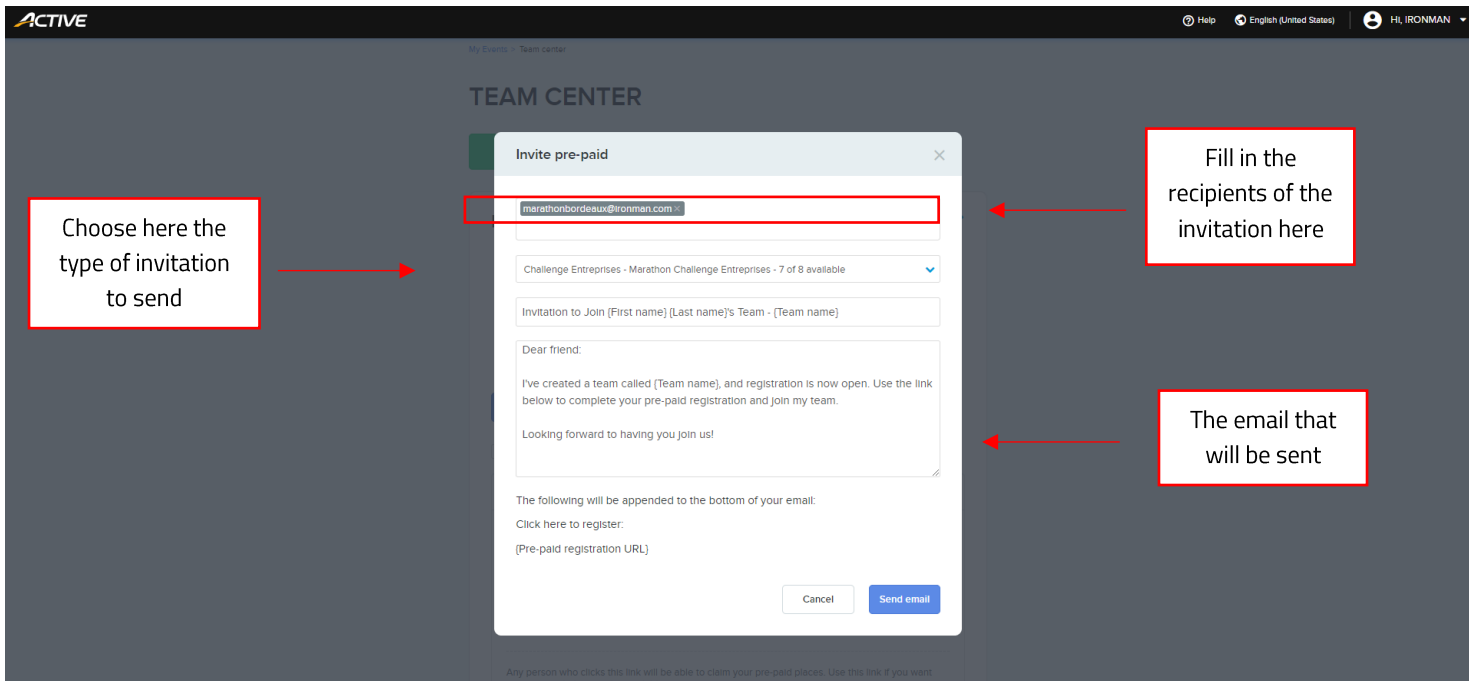 ACTIVE
Help
English (United States)
HI, IRONMAN
My Events > Team center
TEAM CENTER
Invite pre-paid
marathonbordeaux@ironman.com
Challenge Entreprises - Marathon Challenge Entreprises - 7 of 8 available
Invitation to Join {First name} {Last name}'s Team - {Team name}
Dear friend:
I've created a team called {Team name}, and registration is now open. Use the link
below to complete your pre-paid registration and join my team.
Looking forward to having you join us!
The following will be appended to the bottom of your email:
Click here to register:
{Pre-paid registration URL}
Cancel
Send email
Any person who clicks this link will be able to claim your pre-paid places. Use this link if you want
Choose here the
type of invitation
to send
Fill in the
recipients of the
invitation here
The email that
will be sent